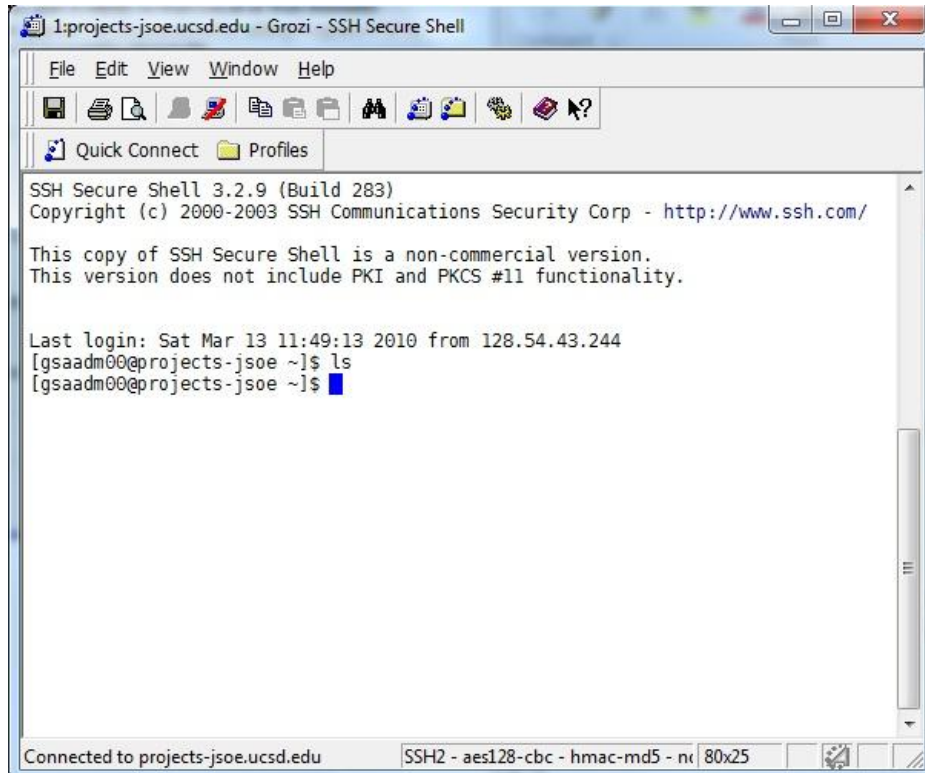 1:projects-jsoe.ucsd.edu - Grozi - SSH Secure Shell
File Edit View Window Help
Quick Connect Profiles
SSH Secure Shell 3.2.9 (Build 283)
Copyright (c) 2000-2003 SSH Communications Security Corp - http://www.ssh.com/
This copy of SSH Secure Shell is a non-commercial version.
This version does not include PKI and PKCS #11 functionality.
Last login: Sat Mar 13 11:49:13 2010 from 128.54.43.244
[gsaadm00@projects-jsoe ~]$ ls
[gsaadm00@projects-jsoe ~]$
Connected to projects-jsoe.ucsd.edu SSH2 - aes128-cbc - hmac-md5 - 80x25